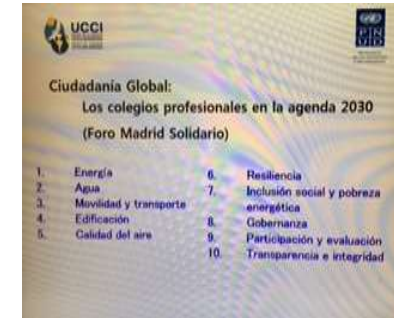 UCCI
PN
UD
Ciudadanía Global:
Los colegios profesionales en la agenda 2030
(Foro Madrid Solidario)
1. Energía
2. Agua
3. Movilidad y transporte
4. Edificación
5. Calidad del aire
6. Resiliencia
7. Inclusión social y pobreza
energética
8. Gobernanza
9. Participación y evaluación
10. Transparencia e integridad